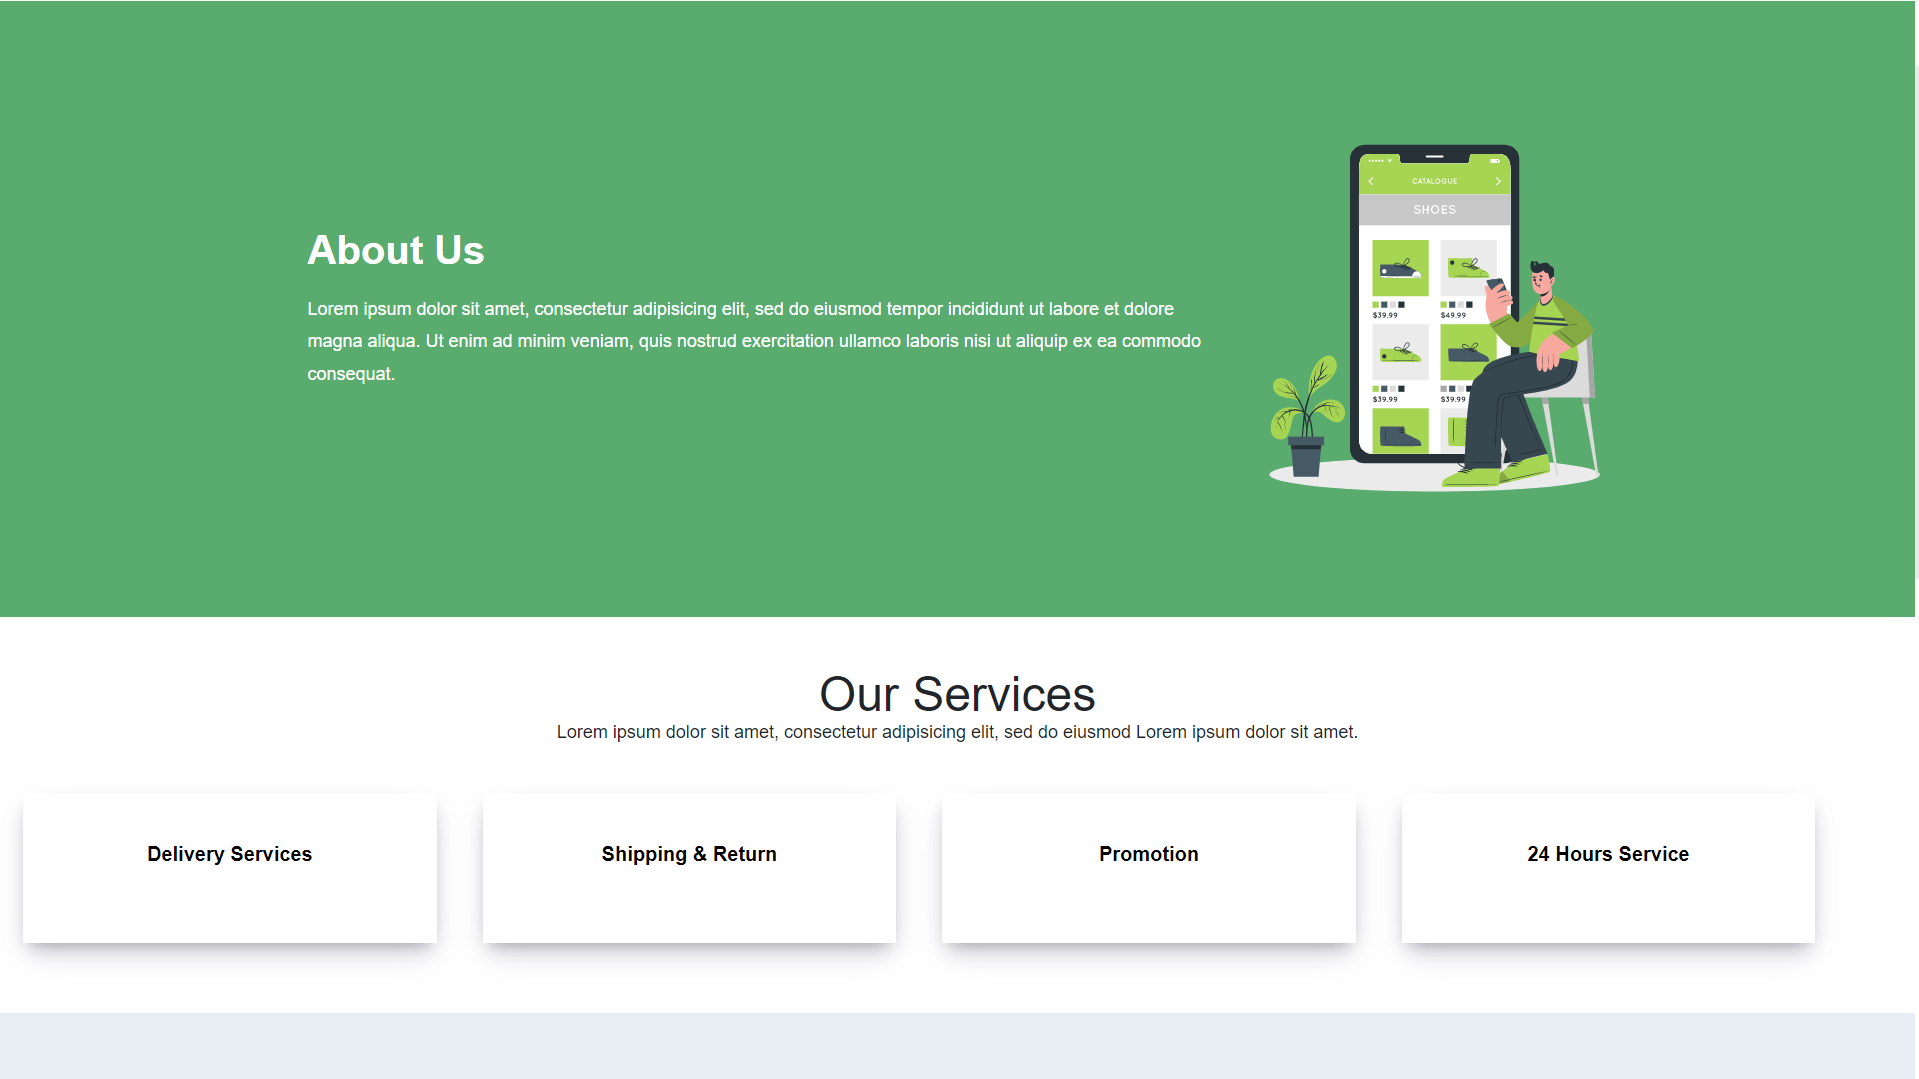 About Us
Lorem ipsum dolor sit amet, consectetur adipisicing elit, sed do eiusmod tempor incididunt ut labore et dolore
magna aliqua. Ut enim ad minim veniam, quis nostrud exercitation ullamco laboris nisi ut aliquip ex ea commodo
consequat.
CATALOGUE
SHOES
$39.99 $49.99
$39.99 $39.99
Our Services
Lorem ipsum dolor sit amet, consectetur adipisicing elit, sed do eiusmod Lorem ipsum dolor sit amet.
Delivery Services
Shipping & Return
Promotion
24 Hours Service